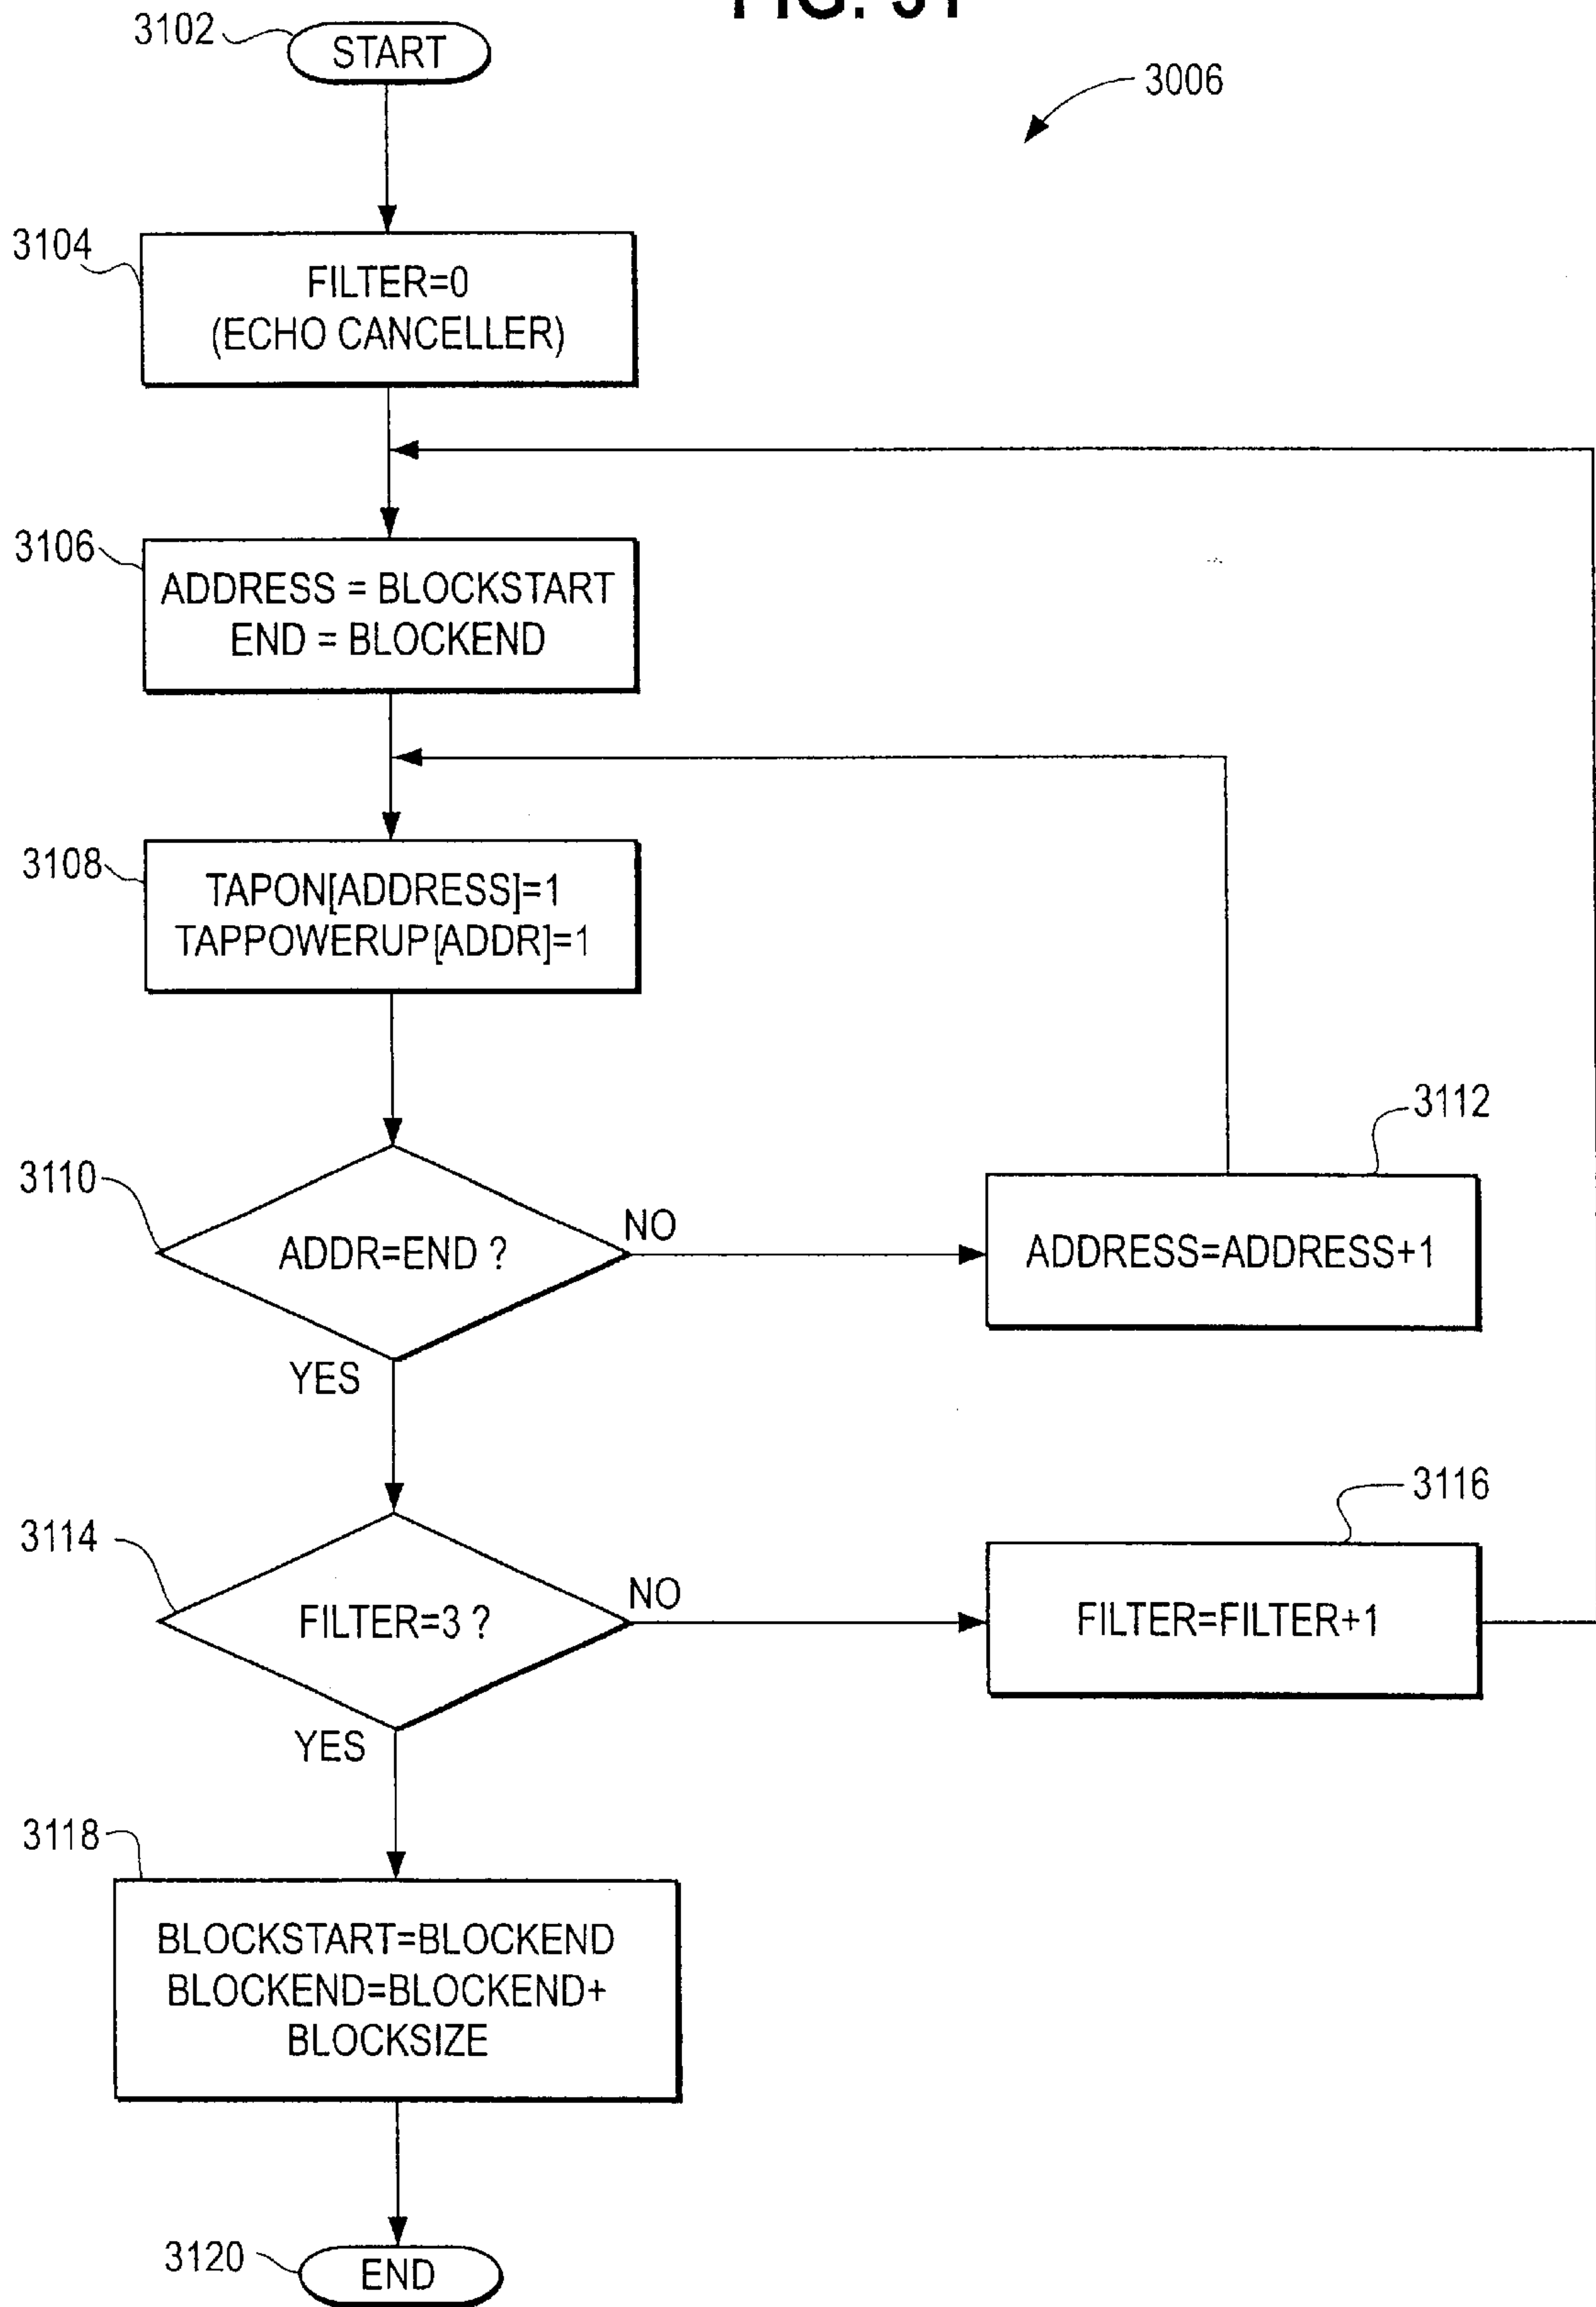 FIG. 31
3102
START
3006
3104
FILTER=0
(ECHO CANCELLER)
3106
ADDRESS = BLOCKSTART
END = BLOCKEND
3108
TAPON[ADDRESS]=1
TAPPOWERUP[ADDR]=1
3110
ADDR=END ?
NO
YES
3112
ADDRESS=ADDRESS+1
3114
FILTER=3 ?
NO
YES
3116
FILTER=FILTER+1
3118
BLOCKSTART=BLOCKEND
BLOCKEND=BLOCKEND+
BLOCKSIZE
3120
END